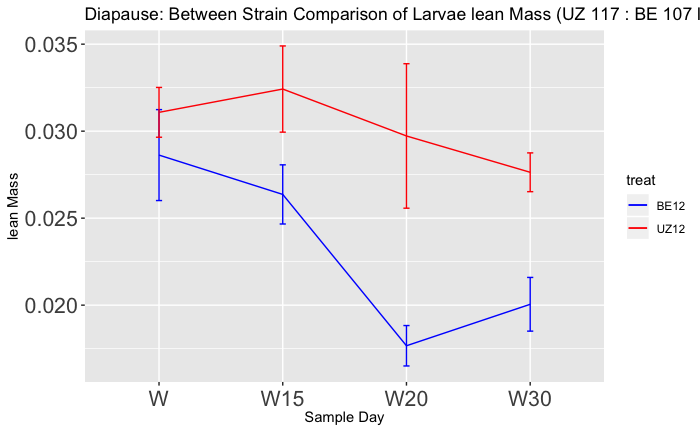 Diapause: Between Strain Comparison of Larvae lean Mass (UZ 117 : BE 107
0.035
0.030
0.025
0.020
lean Mass
W W15 W20 W30
Sample Day
treat
BE12
UZ12